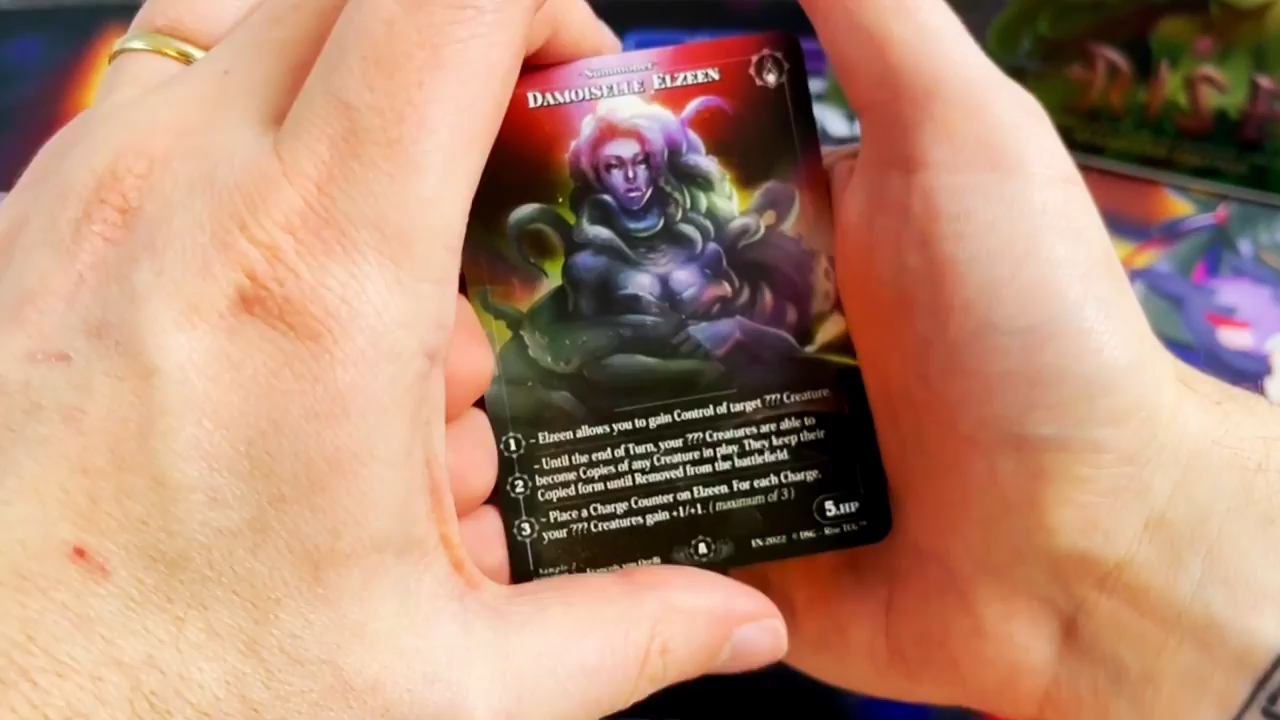 - Summoner -
DAMOISELLE ELZEEN
1 - Elzeen allows you to gain Control of target ??? Creature
2 - Until the end of Turn, your ??? Creatures are able to
become Copies of any Creature in play. They keep their
Copied form until Removed from the battlefield.
3 - Place a Charge Counter on Elzeen. For each Charge,
your ??? Creatures gain +1/+1. ( maximum of 3 )
5.HP
A
EN-2022 © DSG - Rise TCG ™
RISE